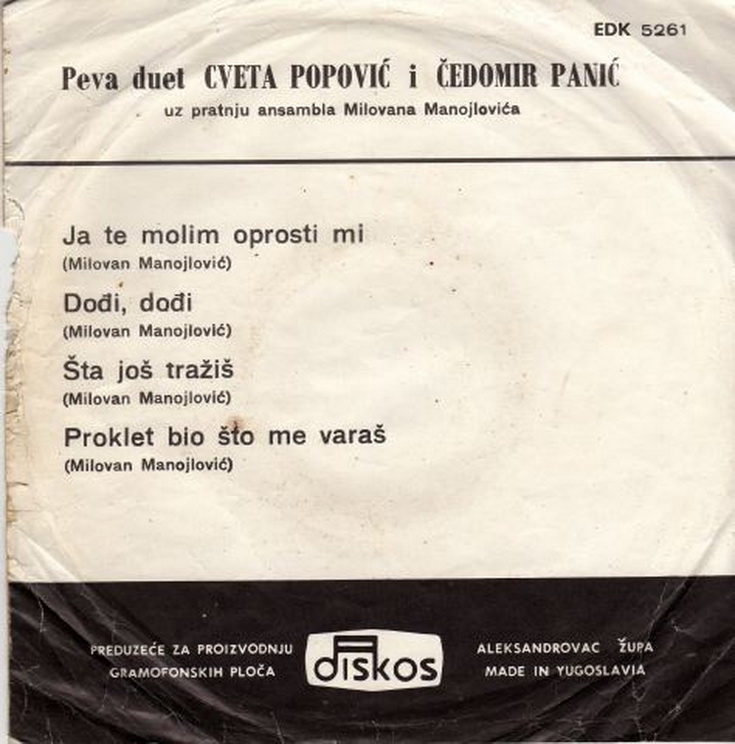 EDK 5261
Peva duet CVETA POPOVIĆ i ČEDOMIR PANIĆ
uz pratnju ansambla Milovana Manojlovića
Ja te molim oprosti mi
(Milovan Manojlović)
Dođi, dođi
(Milovan Manojlović)
Šta još tražiš
(Milovan Manojlović)
Proklet bio što me varaš
(Milovan Manojlović)
PREDUZEĆE ZA PROIZVODNJU
GRAMOFONSKIH PLOČA
diskos
ALEKSANDROVAC ŽUPA
MADE IN YUGOSLAVIA